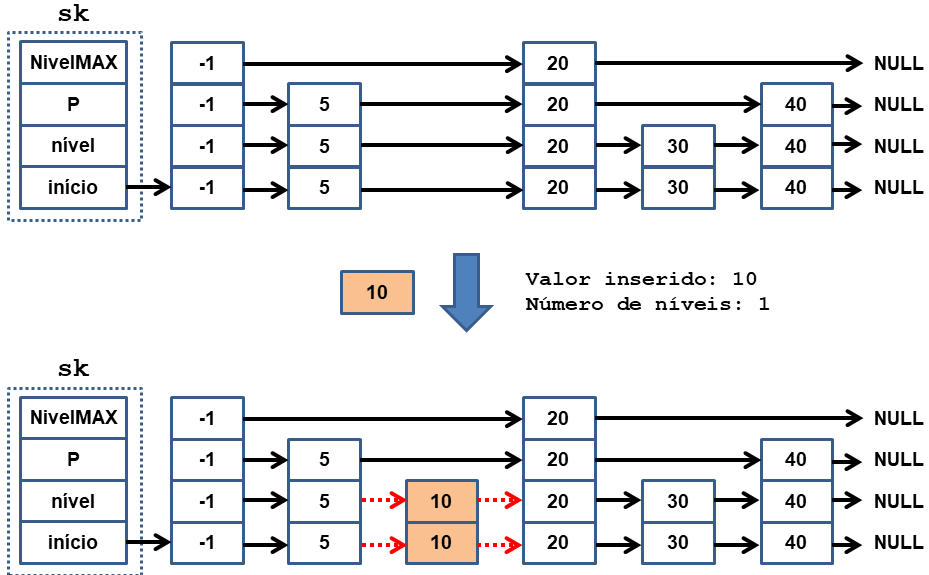 sk
NivelMAX -1 20 NULL
P -1 5 20 40 NULL
nível -1 5 20 30 40 NULL
início -1 5 20 30 40 NULL
10
Valor inserido: 10
Número de níveis: 1
sk
NivelMAX -1 20 NULL
P -1 5 20 40 NULL
nível -1 5 10 20 30 40 NULL
início -1 5 10 20 30 40 NULL